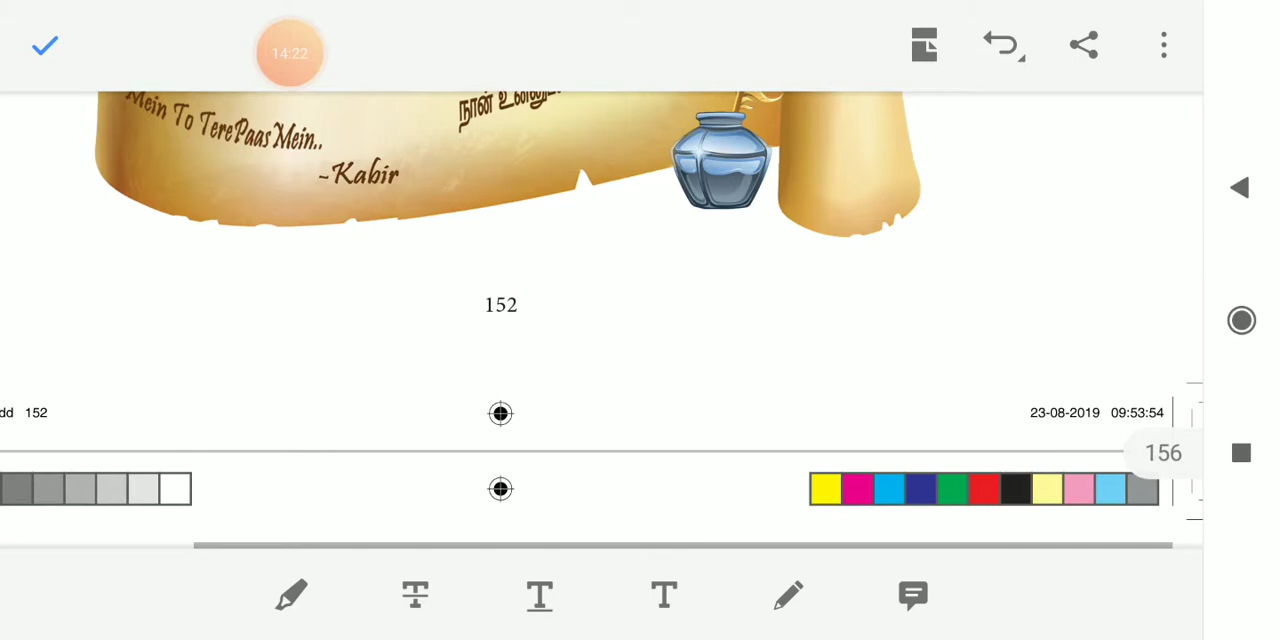 14:22
Mein To Tere Paas Mein..
நான் உன்னு
~Kabir
152
dd 152
23-08-2019 09:53:54
156